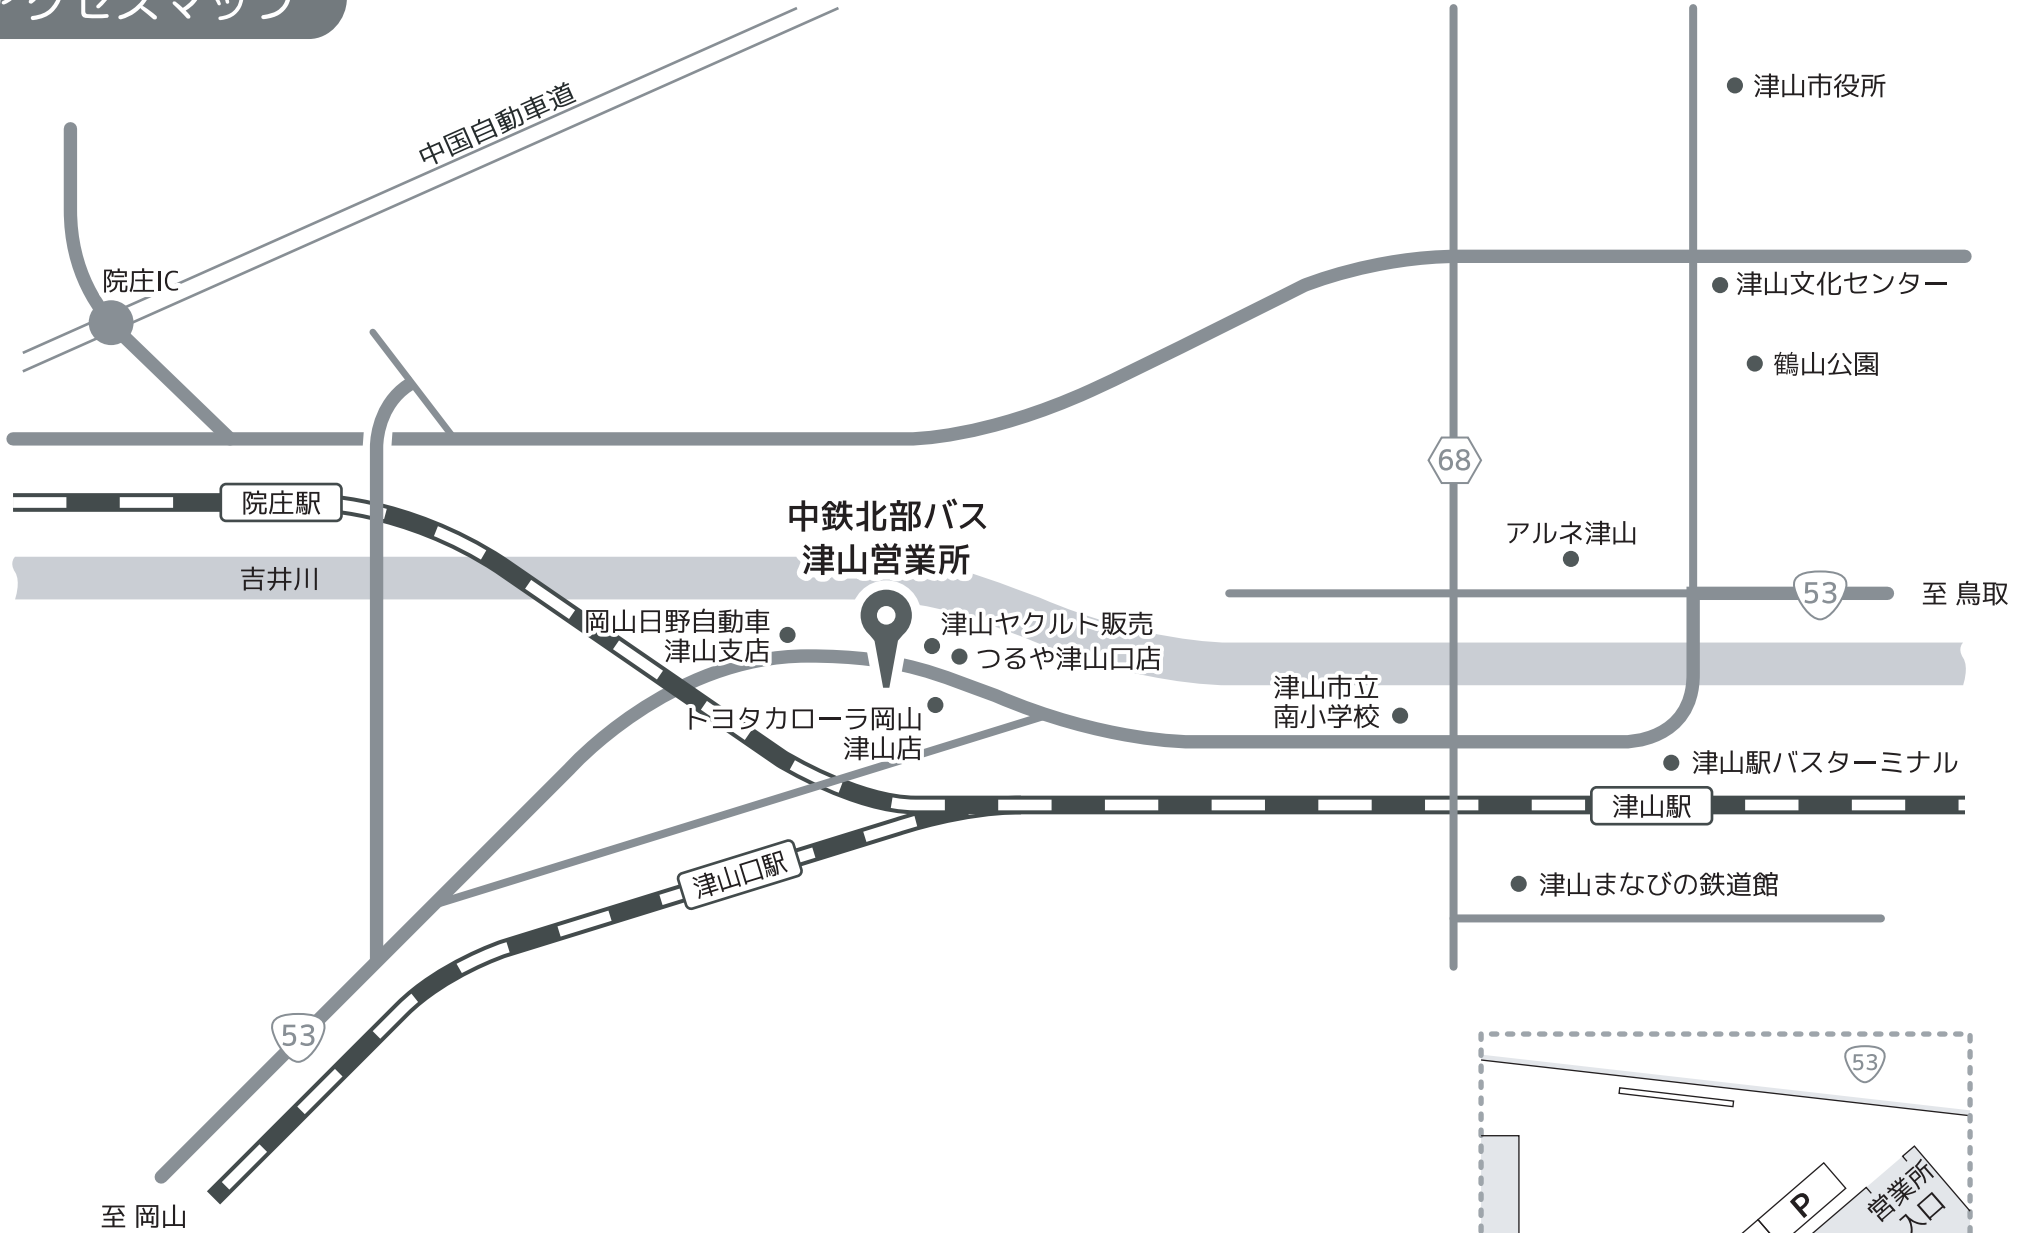 クセスマップ
中国自動車道
津山市役所
院庄IC
津山文化センター
鶴山公園
68
院庄駅
中鉄北部バス
津山営業所
アルネ津山
吉井川
53
至 鳥取
岡山日野自動車
津山支店
津山ヤクルト販売
つるや津山口店
津山市立
南小学校
トヨタカローラ岡山
津山店
津山駅バスターミナル
津山駅
津山口駅
津山まなびの鉄道館
53
53
営業所
入口
P
至 岡山